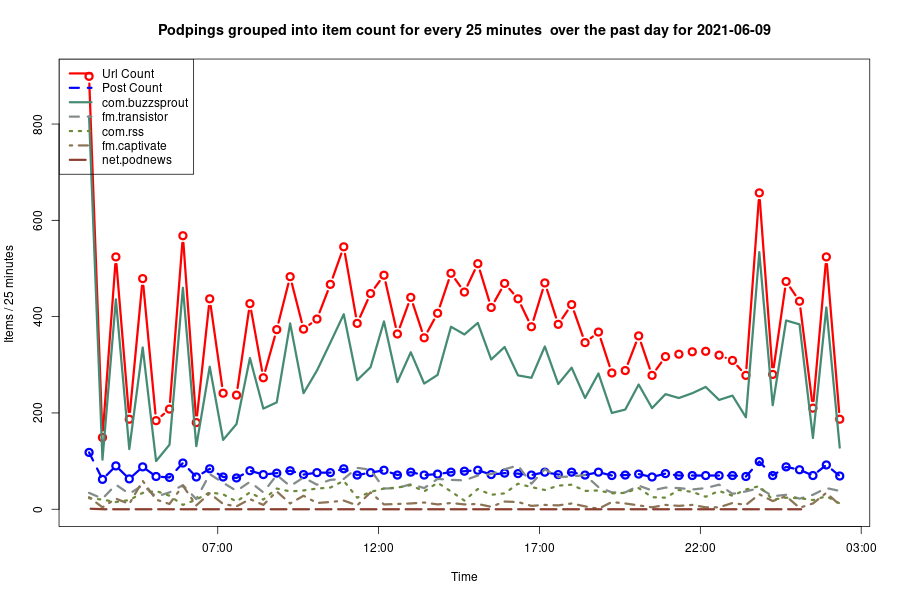 Podpings grouped into item count for every 25 minutes  over the past day for 2021-06-09
Url Count
Post Count
com.buzzsprout
fm.transistor
com.rss
fm.captivate
net.podnews
Items / 25 minutes
800
600
400
200
0
07:00 12:00 17:00 22:00 03:00
Time